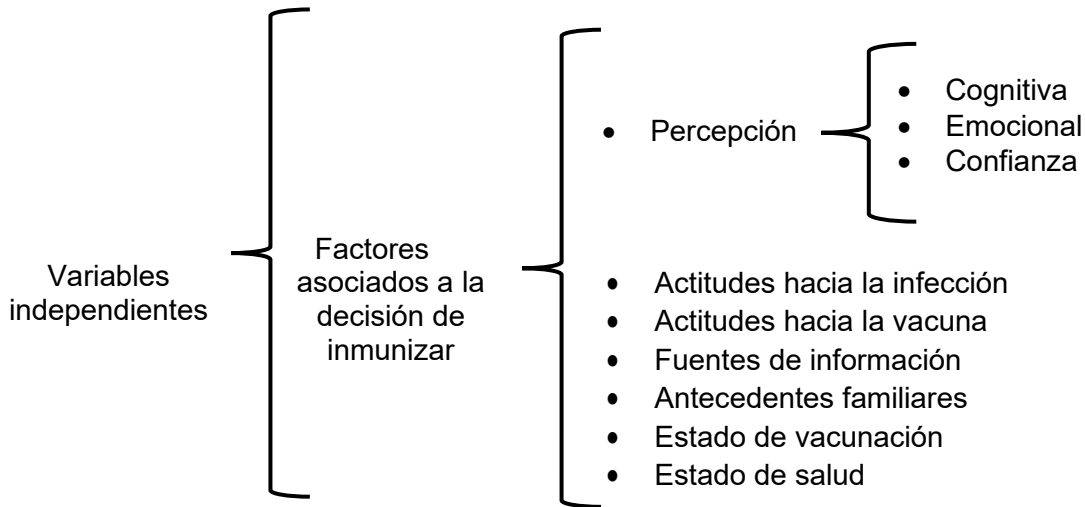 Variables
independientes
Factores
asociados a la
decisión de
inmunizar
• Percepción
• Cognitiva
• Emocional
• Confianza
• Actitudes hacia la infección
• Actitudes hacia la vacuna
• Fuentes de información
• Antecedentes familiares
• Estado de vacunación
• Estado de salud